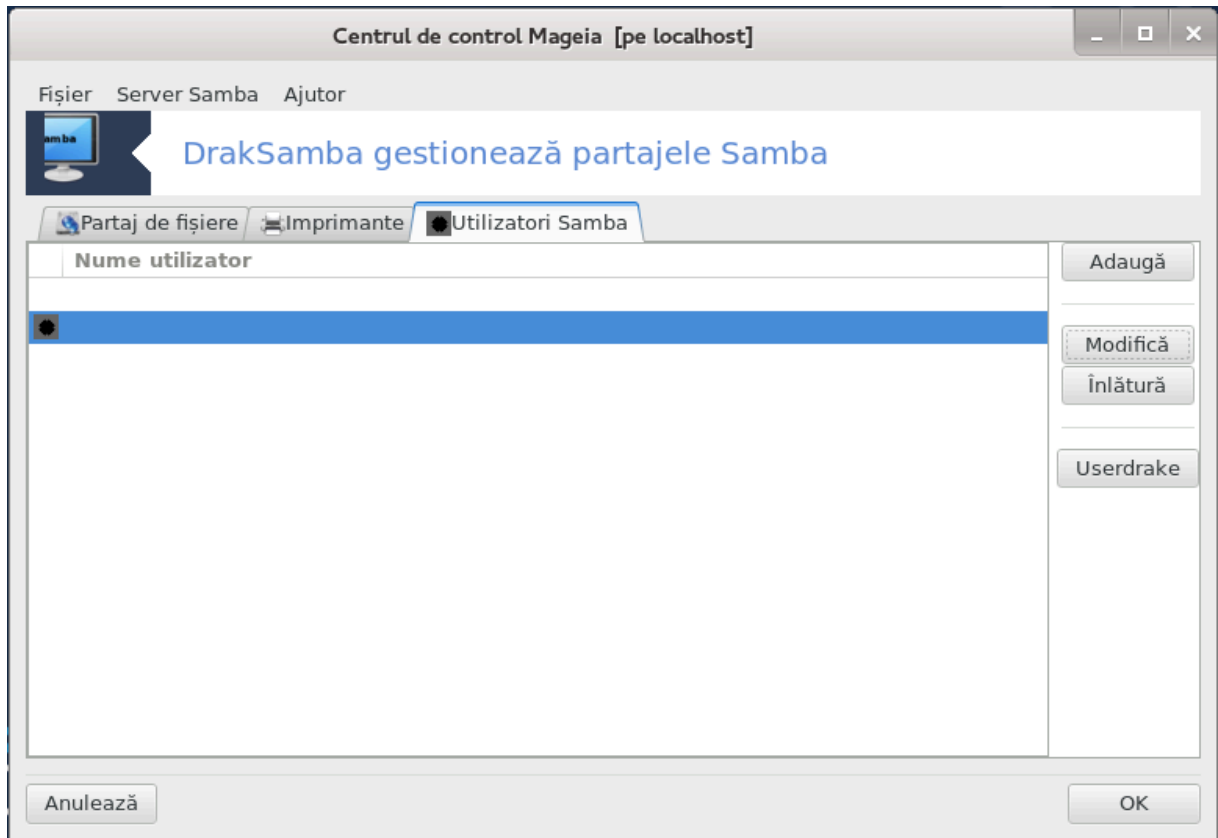 Centrul de control Mageia [pe localhost]
Fișier Server Samba Ajutor
amba
DrakSamba gestionează partajele Samba
Partaj de fișiere Imprimante Utilizatori Samba
Nume utilizator
Adaugă
Modifică
Înlătură
Userdrake
Anulează OK